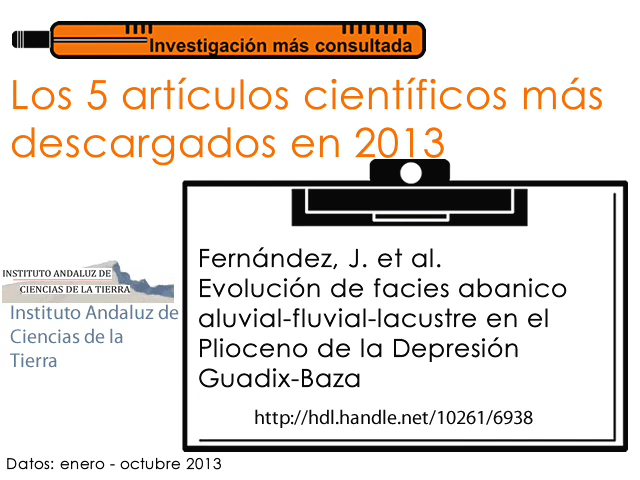 Investigación más consultada
Los 5 artículos científicos más
descargados en 2013
Fernández, J. et al.
Evolución de facies abanico
aluvial-fluvial-lacustre en el
Plioceno de la Depresión
Guadix-Baza
http://hdl.handle.net/10261/6938
INSTITUTO ANDALUZ DE
CIENCIAS DE LA TIERRA
Instituto Andaluz de
Ciencias de la
Tierra
Datos: enero - octubre 2013